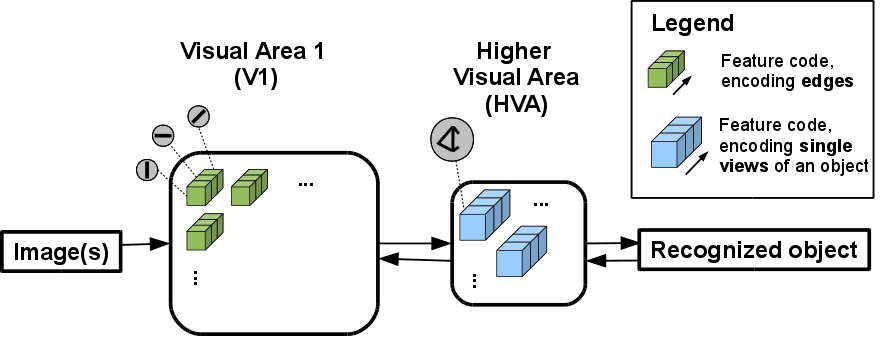 Visual Area 1
(V1)
Higher
Visual Area
(HVA)
Legend
Feature code,
encoding edges
Feature code,
encoding single
views of an object
...
...
Image(s)
Recognized object
...
...